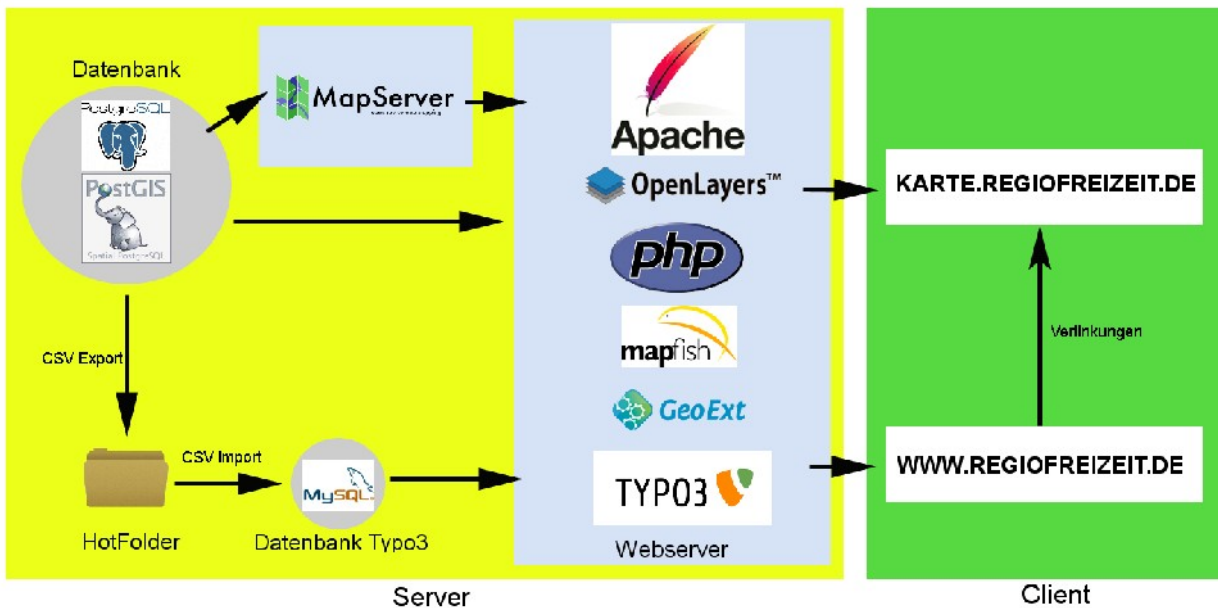 Datenbank
PostgreSQL
PostGIS
Spatial PostgreSQL
MapServer
Apache
OpenLayers™
php
mapfish
GeoExt
TYPO3
Webserver
CSV Export
HotFolder
CSV Import
MySQL
Datenbank Typo3
Server
KARTE.REGIOFREIZEIT.DE
Verlinkungen
WWW.REGIOFREIZEIT.DE
Client